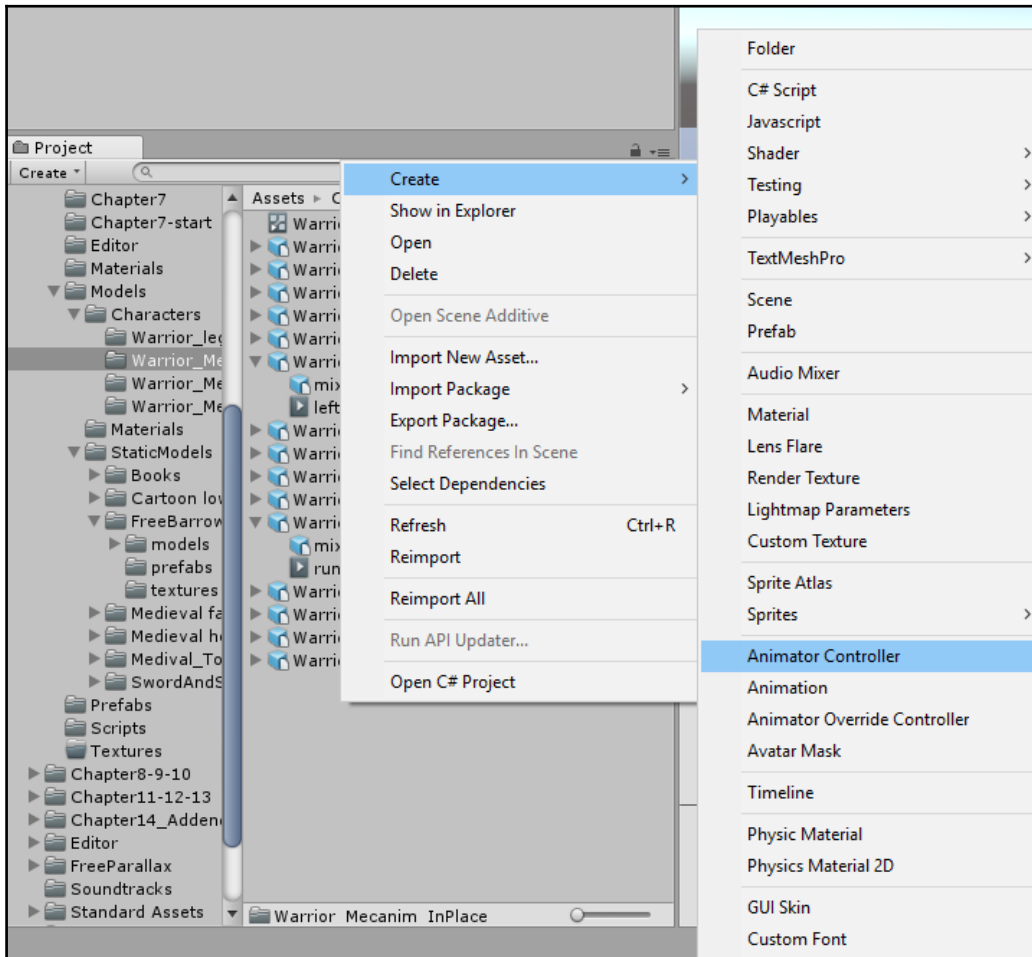 Project
Create
Chapter7
Chapter7-start
Editor
Materials
Models
Characters
Warrior_leg
Warrior_Me
Warrior_Me
Warrior_Me
Materials
StaticModels
Books
Cartoon lov
FreeBarrow
models
prefabs
textures
Medieval fa
Medieval h
Medival_To
SwordAndS
Prefabs
Scripts
Textures
Chapter8-9-10
Chapter11-12-13
Chapter14_Adden
Editor
FreeParallax
Soundtracks
Standard Assets
Assets ▸ C
Warri
Warri
Warri
Warri
Warri
Warri
Warri
mix
left
Warri
Warri
Warri
Warri
Warri
mix
run
Warri
Warri
Warri
Warri
Warrior_Mecanim_InPlace
Create
Show in Explorer
Open
Delete
Open Scene Additive
Import New Asset...
Import Package
Export Package...
Find References In Scene
Select Dependencies
Refresh Ctrl+R
Reimport
Reimport All
Run API Updater...
Open C# Project
Folder
C# Script
Javascript
Shader
Testing
Playables
TextMeshPro
Scene
Prefab
Audio Mixer
Material
Lens Flare
Render Texture
Lightmap Parameters
Custom Texture
Sprite Atlas
Sprites
Animator Controller
Animation
Animator Override Controller
Avatar Mask
Timeline
Physic Material
Physics Material 2D
GUI Skin
Custom Font